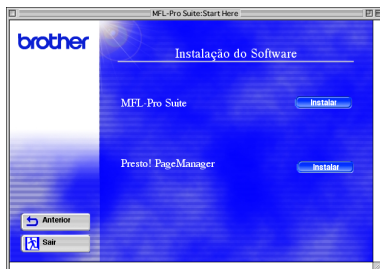 MFL-Pro Suite:Start Here
brother
Instalação do Software
MFL-Pro Suite
Instalar
Presto! PageManager
Instalar
Anterior
Sair